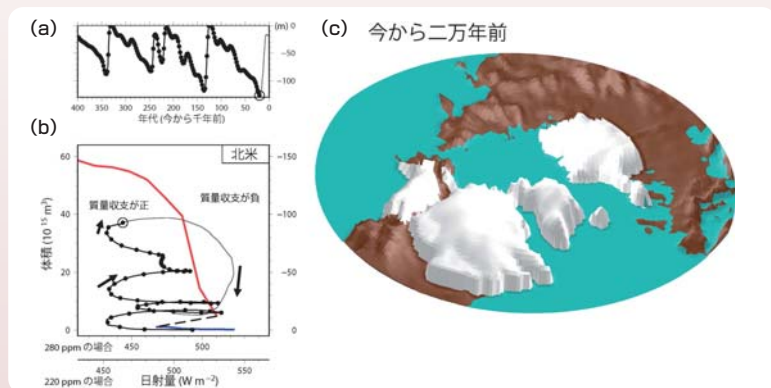 (a)
(m) 0
−50
−100
400 350 300 250 200 150 100 50 0
年代(今から千年前)
(b)
北米
60
40
20
0
−150
−100
−50
−0
質量収支が正
質量収支が負
体積(10¹⁵ m³)
280 ppm の場合 450 500
450 500 550
220 ppm の場合 日射量(W m⁻²)
(c) 今から二万年前